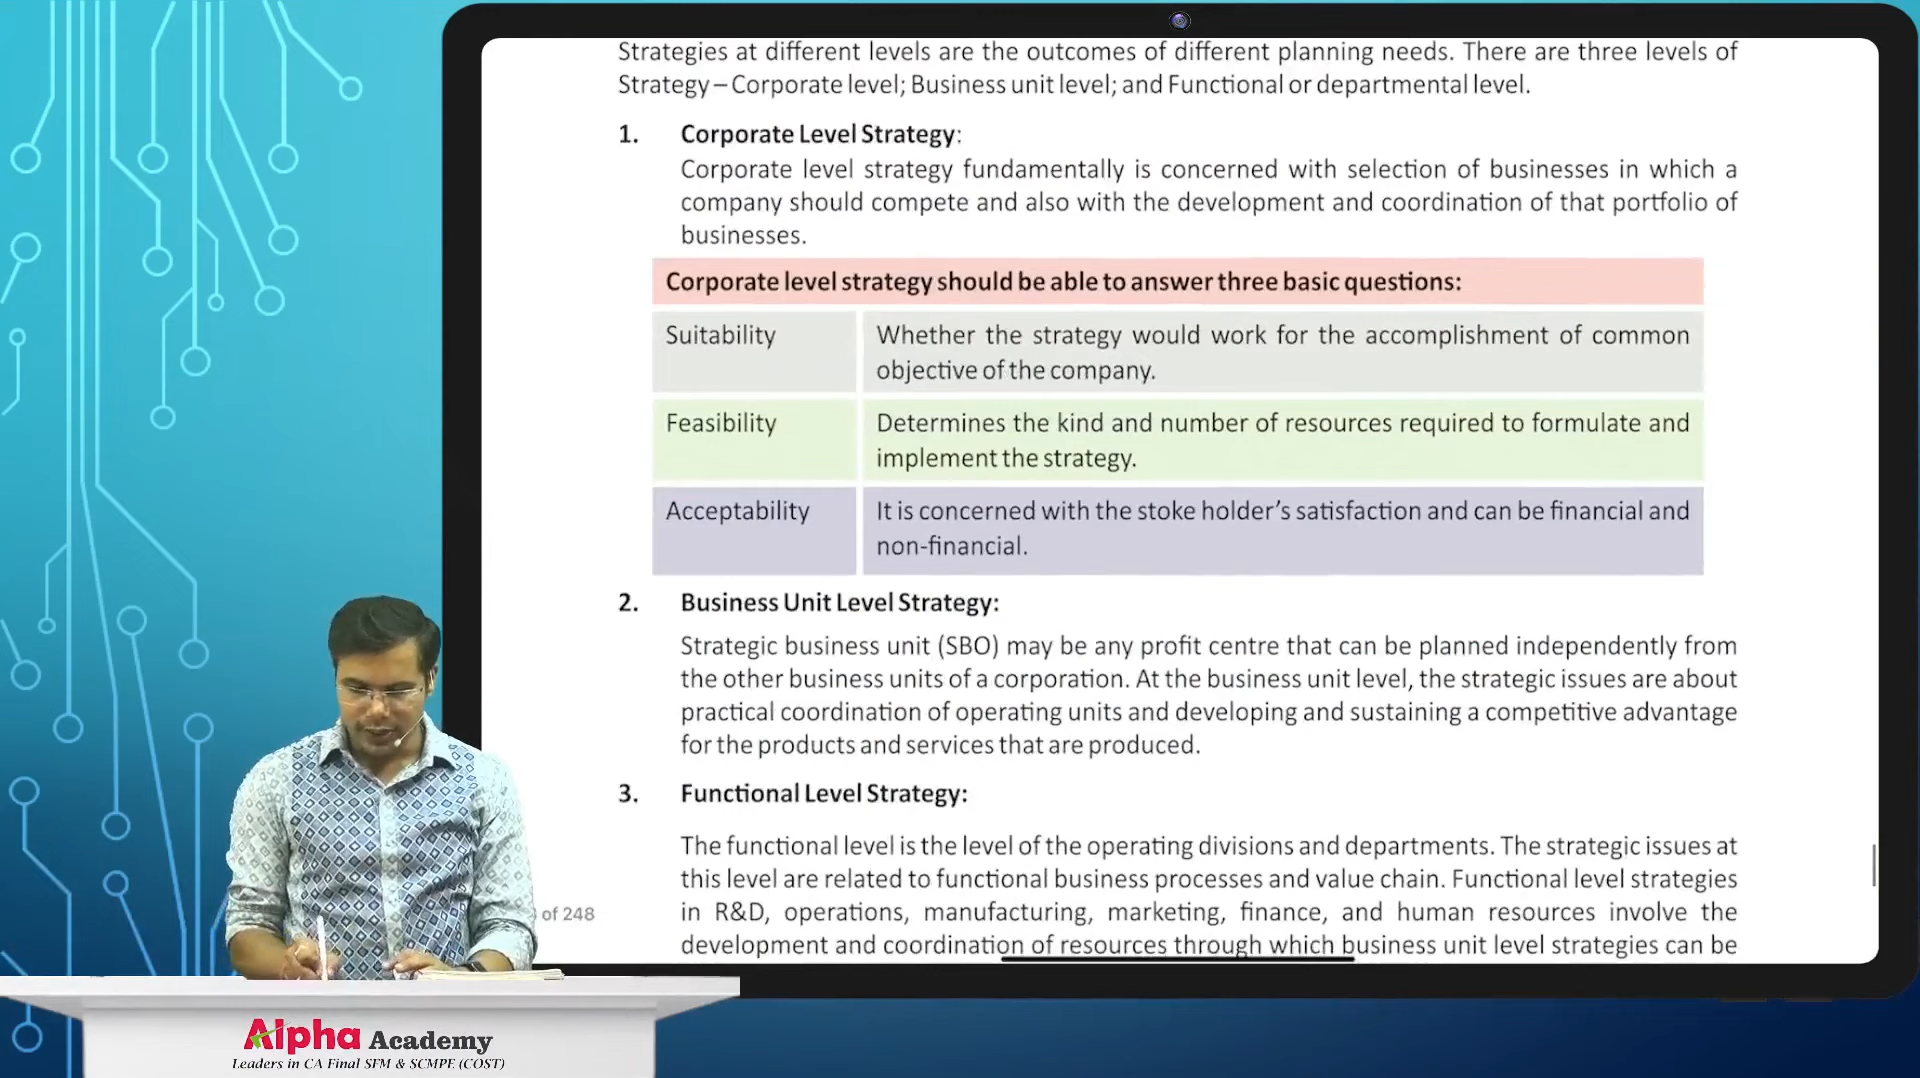 Strategies at different levels are the outcomes of different planning needs. There are three levels of
Strategy – Corporate level; Business unit level; and Functional or departmental level.
1. Corporate Level Strategy:
Corporate level strategy fundamentally is concerned with selection of businesses in which a
company should compete and also with the development and coordination of that portfolio of
businesses.
Corporate level strategy should be able to answer three basic questions:
Suitability
Whether the strategy would work for the accomplishment of common
objective of the company.
Feasibility
Determines the kind and number of resources required to formulate and
implement the strategy.
Acceptability
It is concerned with the stoke holder's satisfaction and can be financial and
non-financial.
2. Business Unit Level Strategy:
Strategic business unit (SBO) may be any profit centre that can be planned independently from
the other business units of a corporation. At the business unit level, the strategic issues are about
practical coordination of operating units and developing and sustaining a competitive advantage
for the products and services that are produced.
3. Functional Level Strategy:
The functional level is the level of the operating divisions and departments. The strategic issues at
this level are related to functional business processes and value chain. Functional level strategies
in R&D, operations, manufacturing, marketing, finance, and human resources involve the
development and coordination of resources through which business unit level strategies can be
of 248
Alpha Academy
Leaders in CA Final SFM & SCMPE (COST)